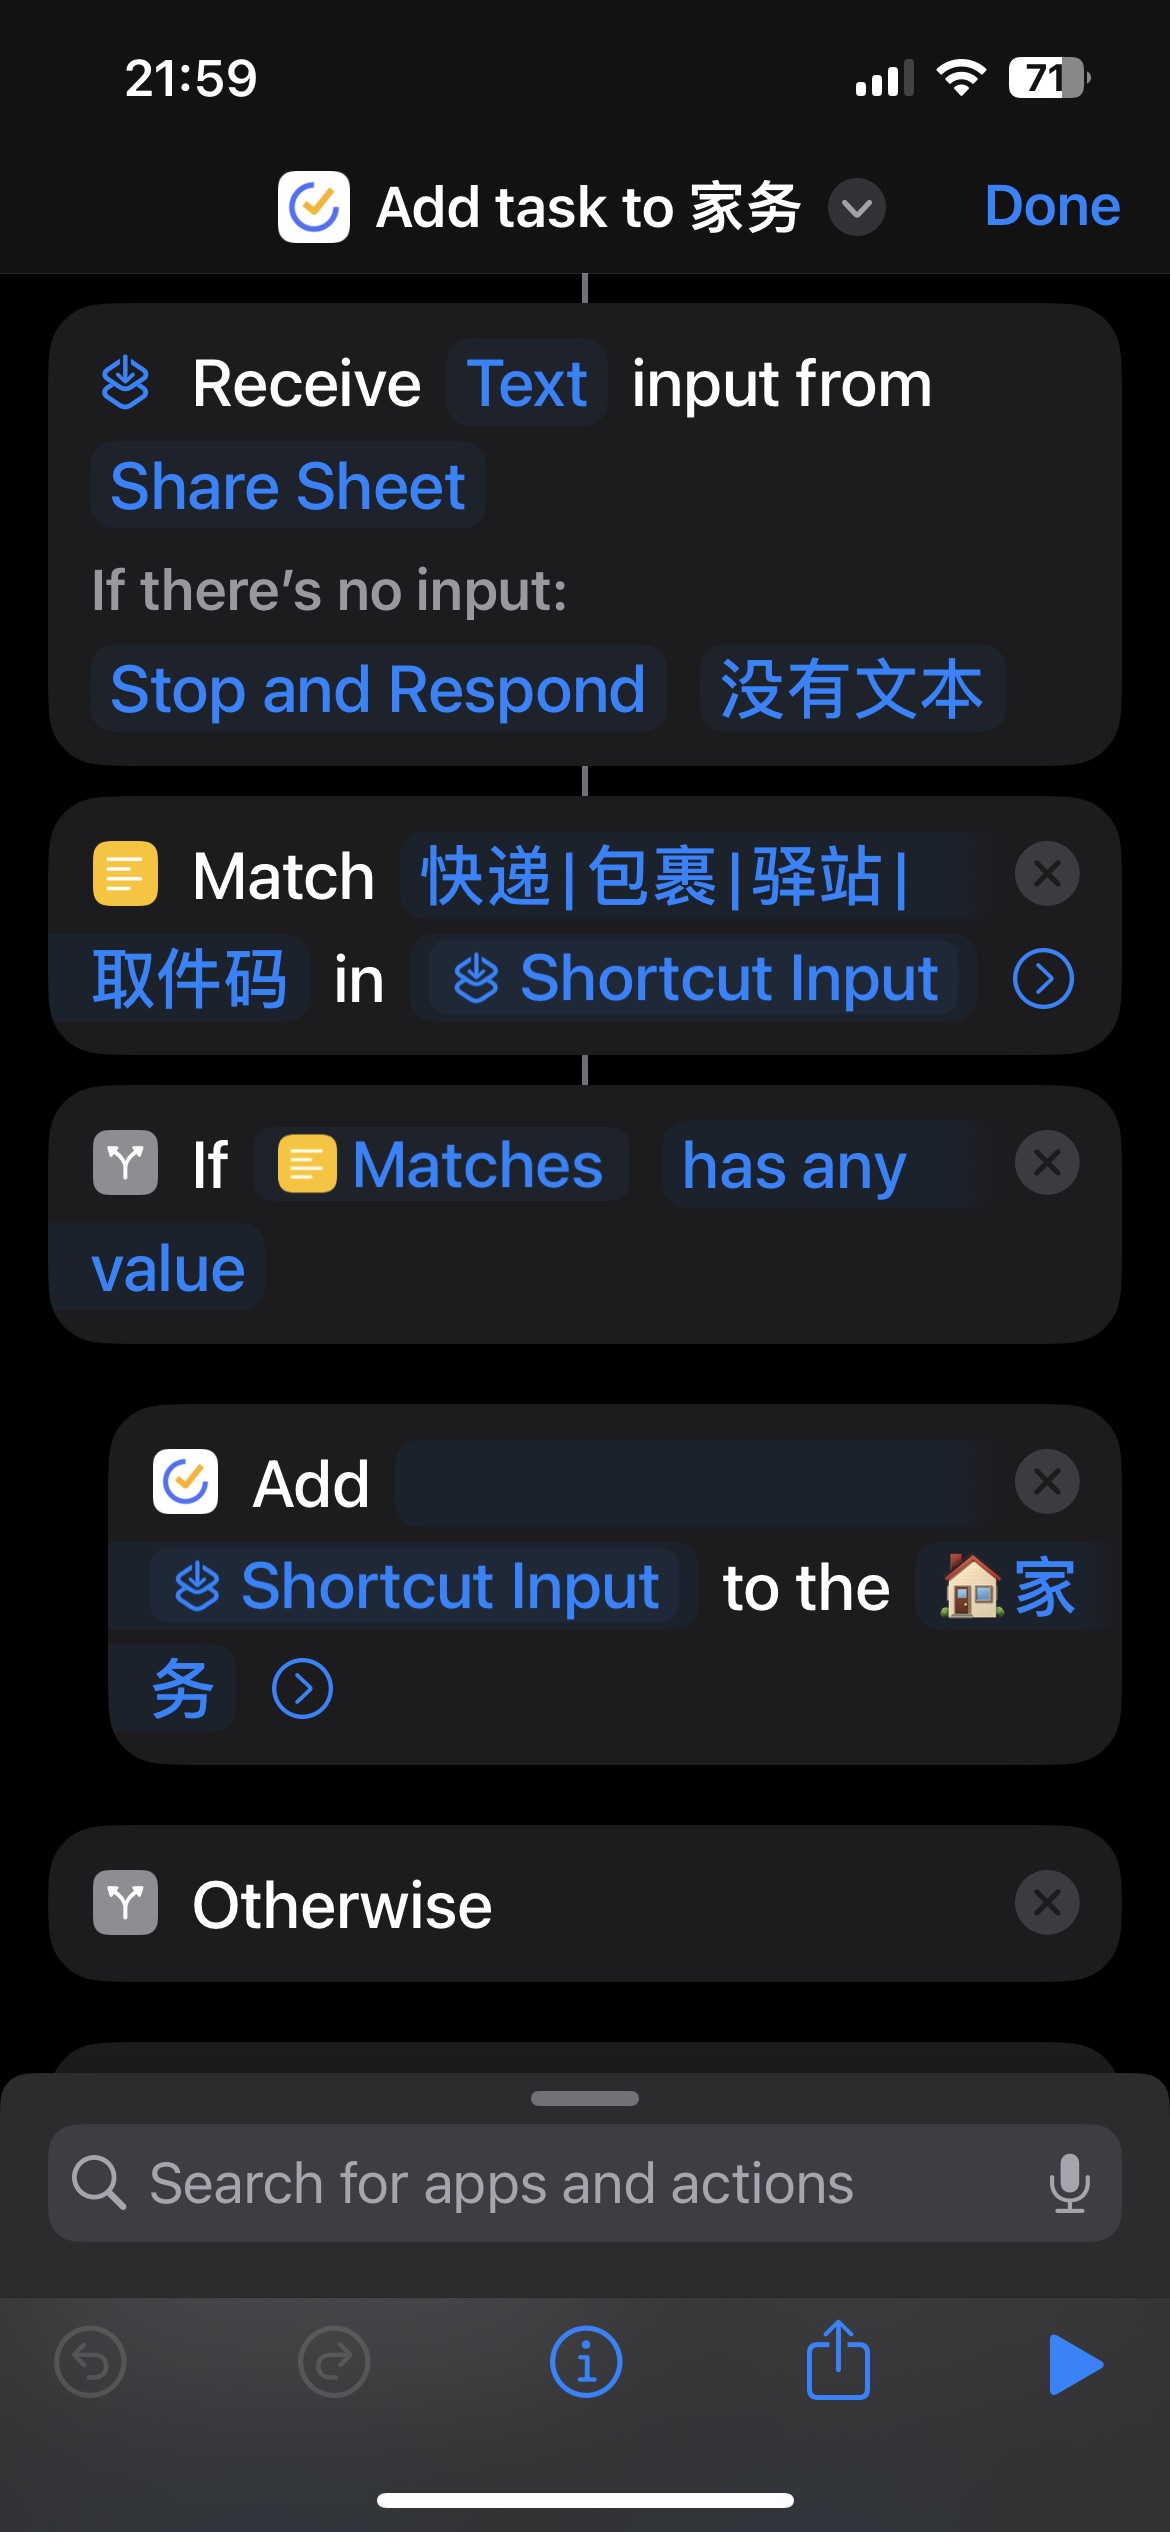 21:59
71
Add task to 家务
Done
Receive Text input from
Share Sheet
If there's no input:
Stop and Respond 没有文本
Match 快递|包裹|驿站|
取件码 in Shortcut Input
If Matches has any
value
Add
Shortcut Input to the 🏠家
务
Otherwise
Search for apps and actions